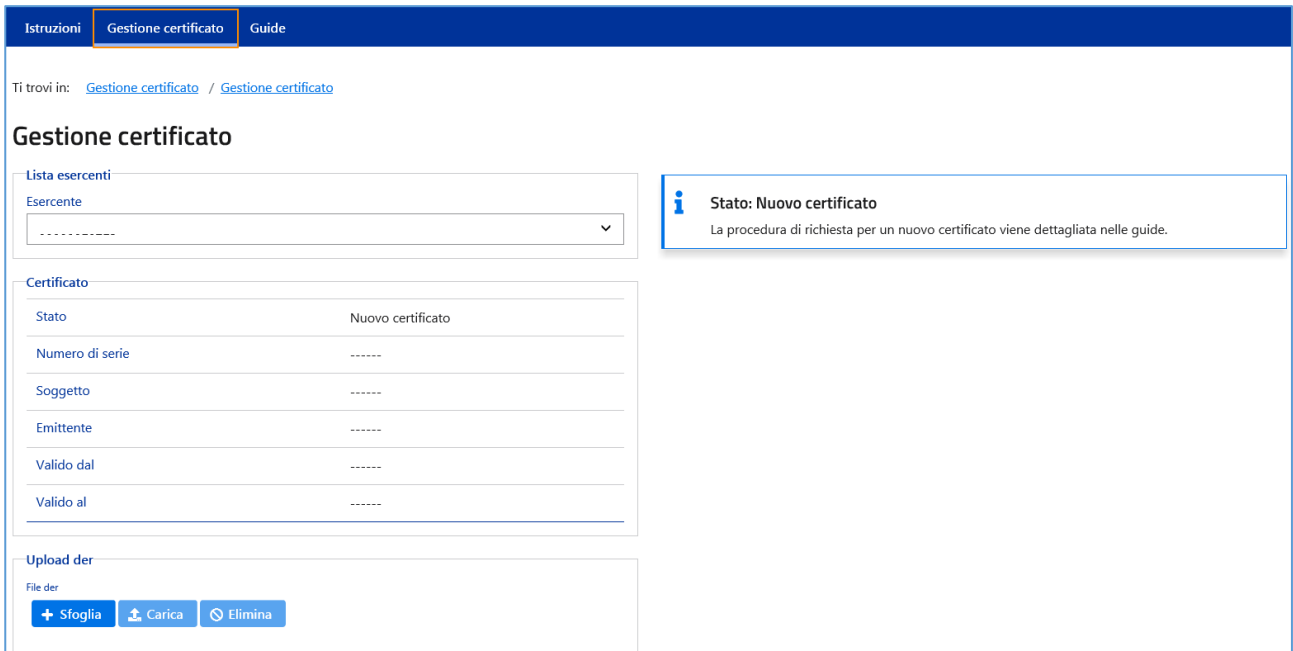 Istruzioni Gestione certificato Guide
Ti trovi in: Gestione certificato / Gestione certificato
Gestione certificato
Lista esercenti
Esercente
----------
Stato: Nuovo certificato
La procedura di richiesta per un nuovo certificato viene dettagliata nelle guide.
Certificato
Stato Nuovo certificato
Numero di serie ------
Soggetto ------
Emittente ------
Valido dal ------
Valido al ------
Upload der
File der
Sfoglia Carica Elimina